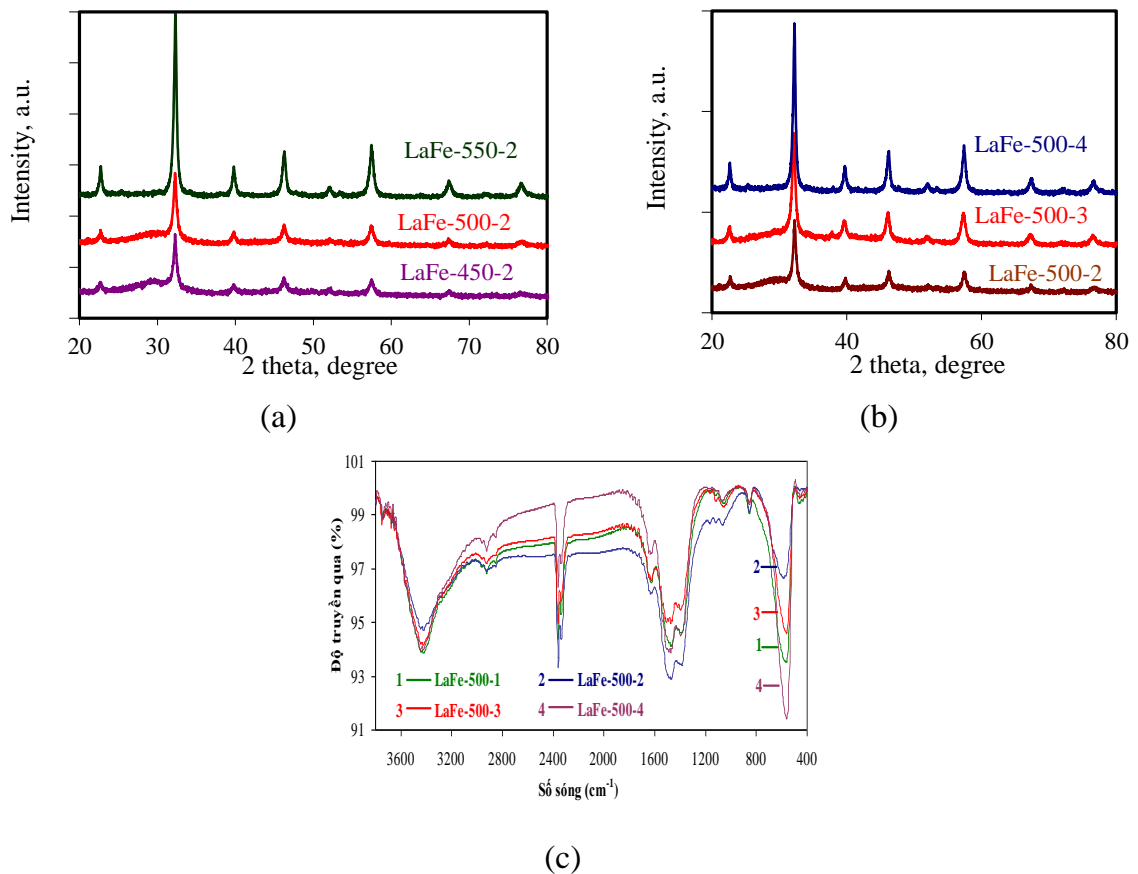 Intensity, a.u.
LaFe-550-2
LaFe-500-2
LaFe-450-2
20 30 40 50 60 70 80
2 theta, degree
(a)
Intensity, a.u.
LaFe-500-4
LaFe-500-3
LaFe-500-2
20 40 60 80
2 theta, degree
(b)
Độ truyền qua (%)
101
99
97
95
93
91
2
3
1
4
1 LaFe-500-1 2 LaFe-500-2
3 LaFe-500-3 4 LaFe-500-4
3600 3200 2800 2400 2000 1600 1200 800 400
Số sóng (cm⁻¹)
(c)